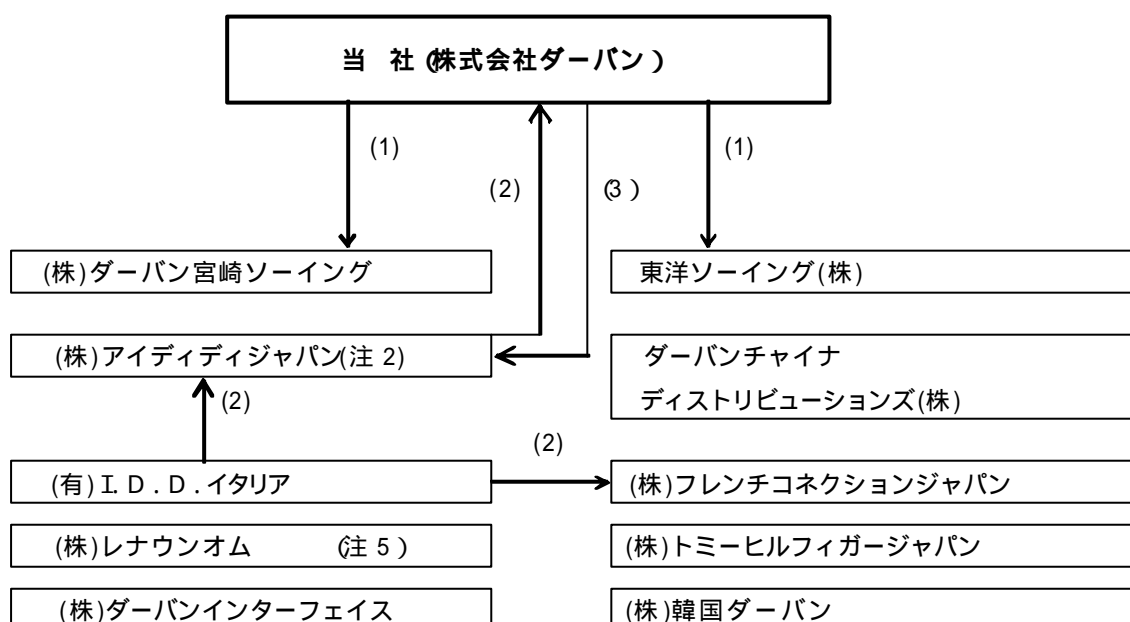 当 社(株式会社ダーバン)
(1)
(1)
(2)
(3)
(株)ダーバン宮崎ソーイング
東洋ソーイング(株)
(株)アイディディジャパン(注 2)
ダーバンチャイナ
ディストリビューションズ(株)
(2)
(2)
(有)I.D.D.イタリア
(株)フレンチコネクションジャパン
(株)レナウンオム (注 5)
(株)トミーヒルフィガージャパン
(株)ダーバンインターフェイス
(株)韓国ダーバン